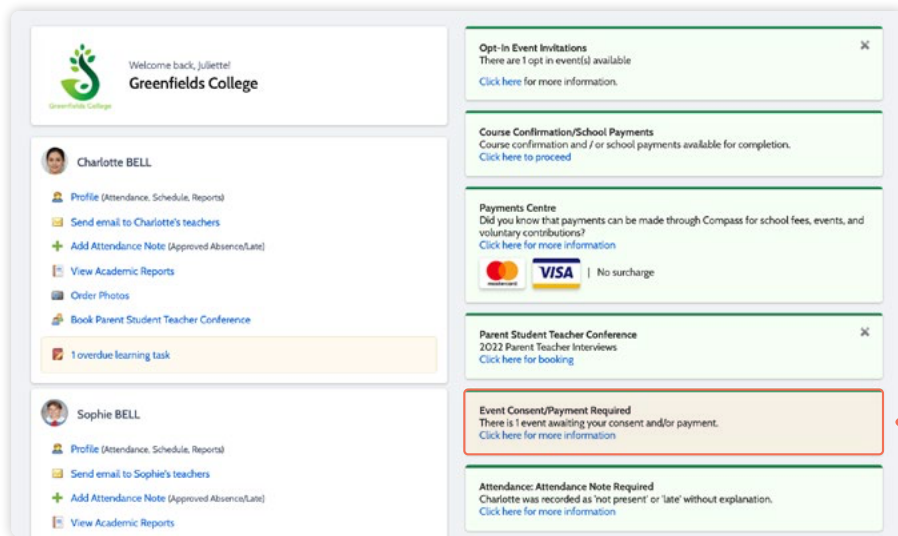 Greenfields College
Welcome back, Juliette!
Greenfields College
Charlotte BELL
Profile (Attendance, Schedule, Reports)
Send email to Charlotte's teachers
Add Attendance Note (Approved Absence/Late)
View Academic Reports
Order Photos
Book Parent Student Teacher Conference
1 overdue learning task
Sophie BELL
Profile (Attendance, Schedule, Reports)
Send email to Sophie's teachers
Add Attendance Note (Approved Absence/Late)
View Academic Reports
Opt-In Event Invitations
There are 1 opt in event(s) available
Click here for more information.
Course Confirmation/School Payments
Course confirmation and / or school payments available for completion.
Click here to proceed
Payments Centre
Did you know that payments can be made through Compass for school fees, events, and
voluntary contributions?
Click here for more information
mastercard VISA | No surcharge
Parent Student Teacher Conference
2022 Parent Teacher Interviews
Click here for booking
Event Consent/Payment Required
There is 1 event awaiting your consent and/or payment.
Click here for more information
Attendance: Attendance Note Required
Charlotte was recorded as 'not present' or 'late' without explanation.
Click here for more information